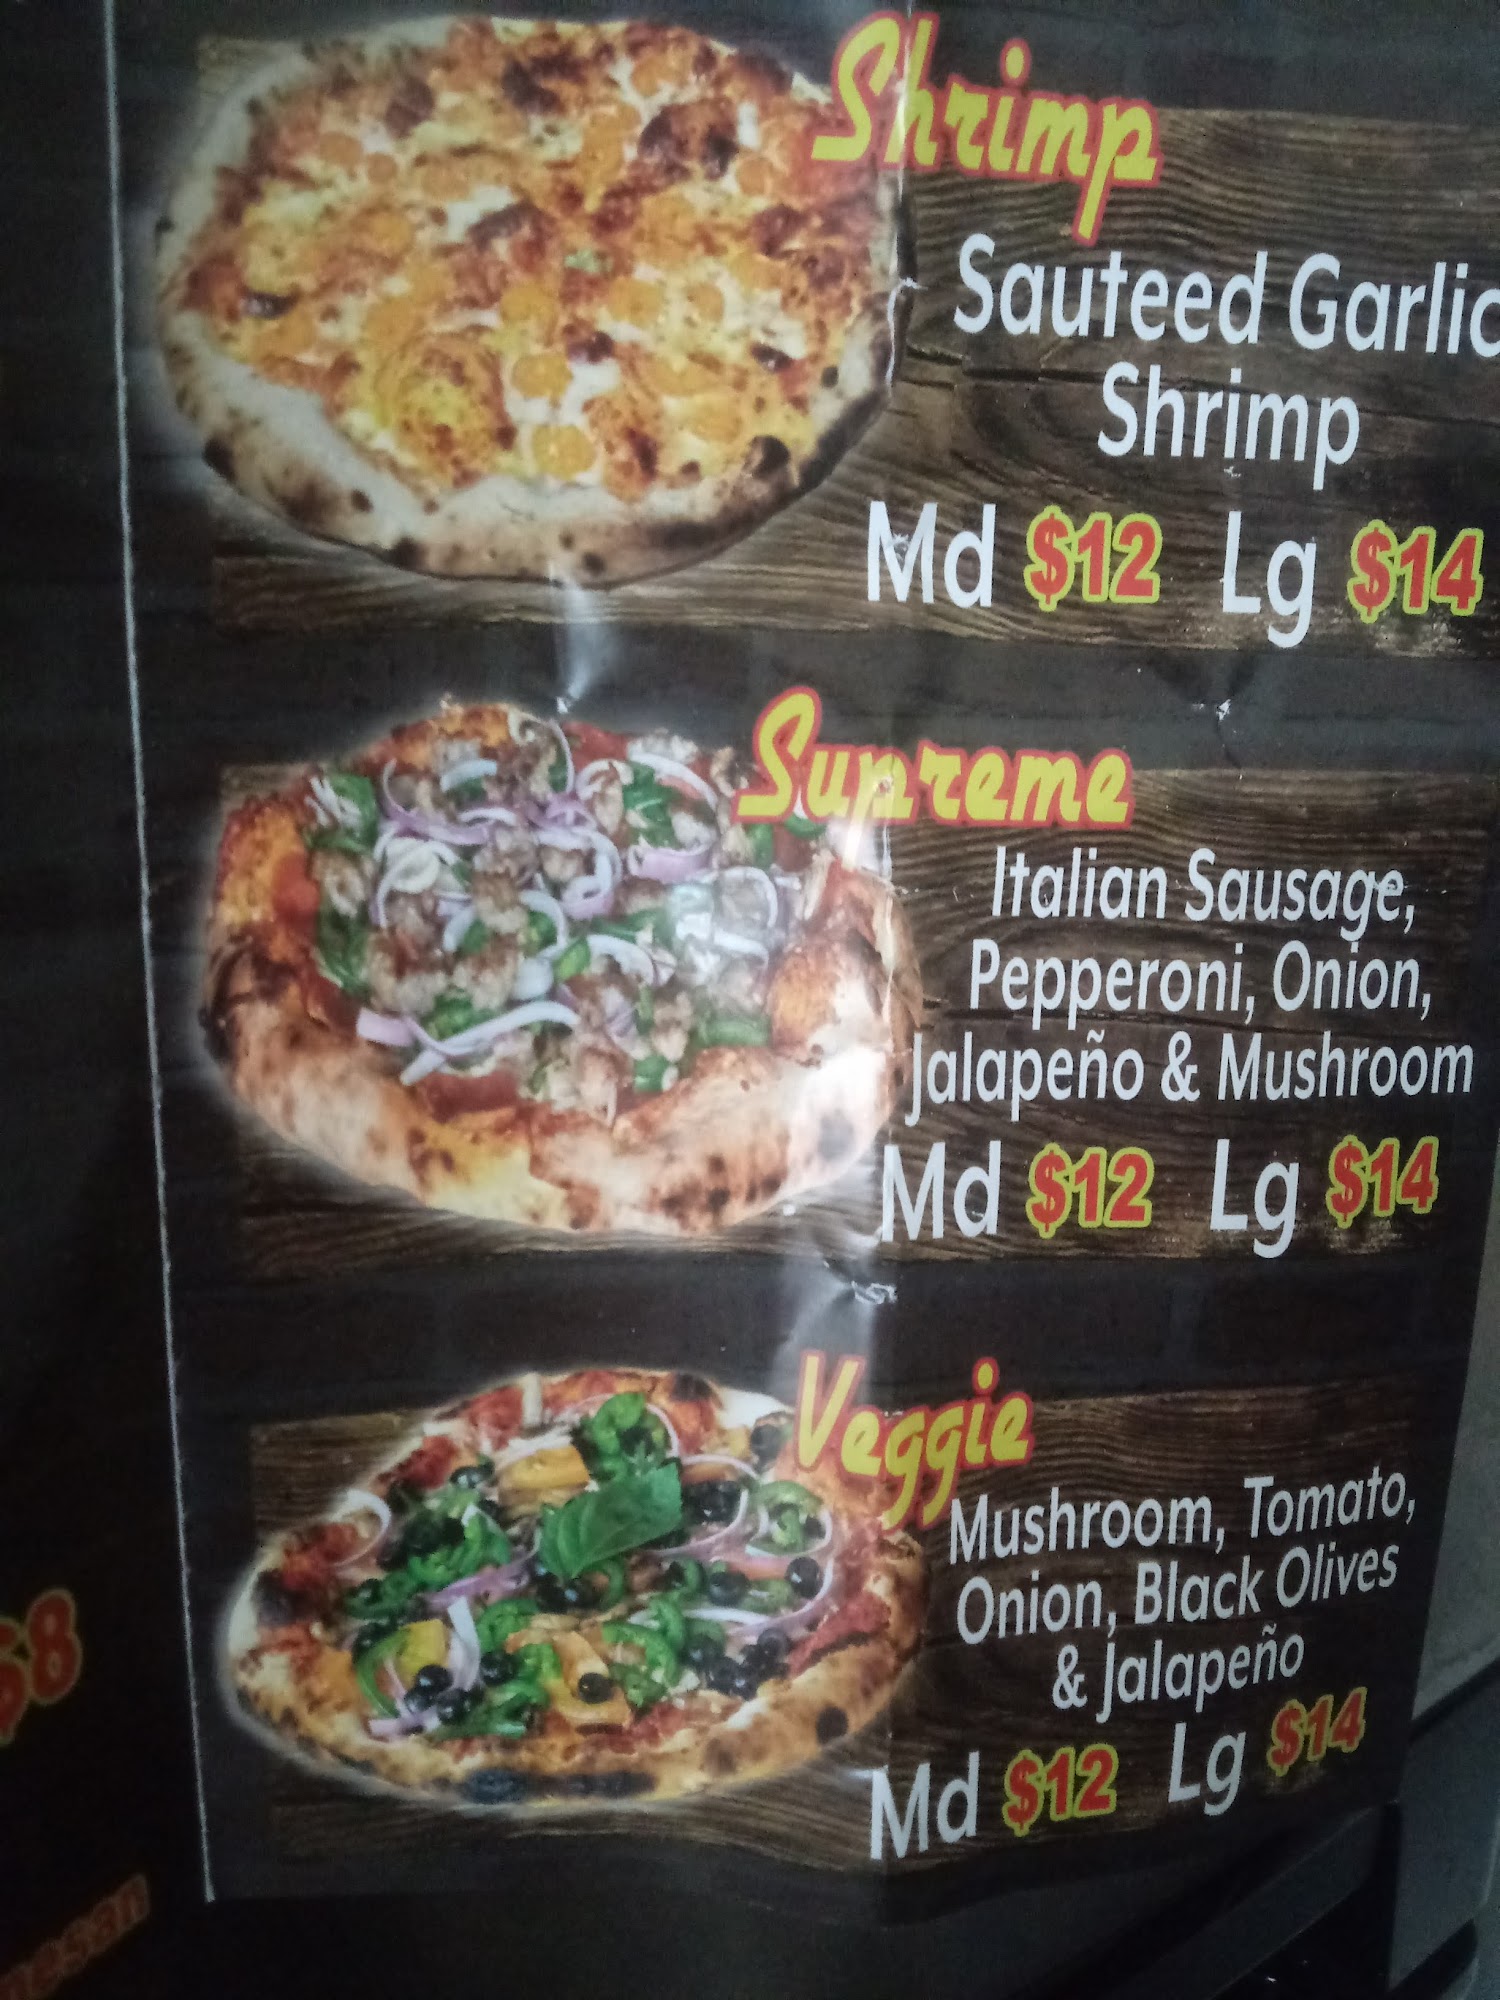 Shrimp
Sauteed Garlic
Shrimp
Md $12 Lg $14
Supreme
Italian Sausage,
Pepperoni, Onion,
Jalapeño & Mushroom
Md $12 Lg $14
Veggie
Mushroom, Tomato,
Onion, Black Olives
& Jalapeño
Md $12 Lg $14
$8